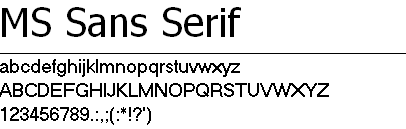 MS Sans Serif
abcdefghijklmnopqrstuvwxyz
ABCDEFGHIJKLMNOPQRSTUVWXYZ
123456789.:,;(:*!?')